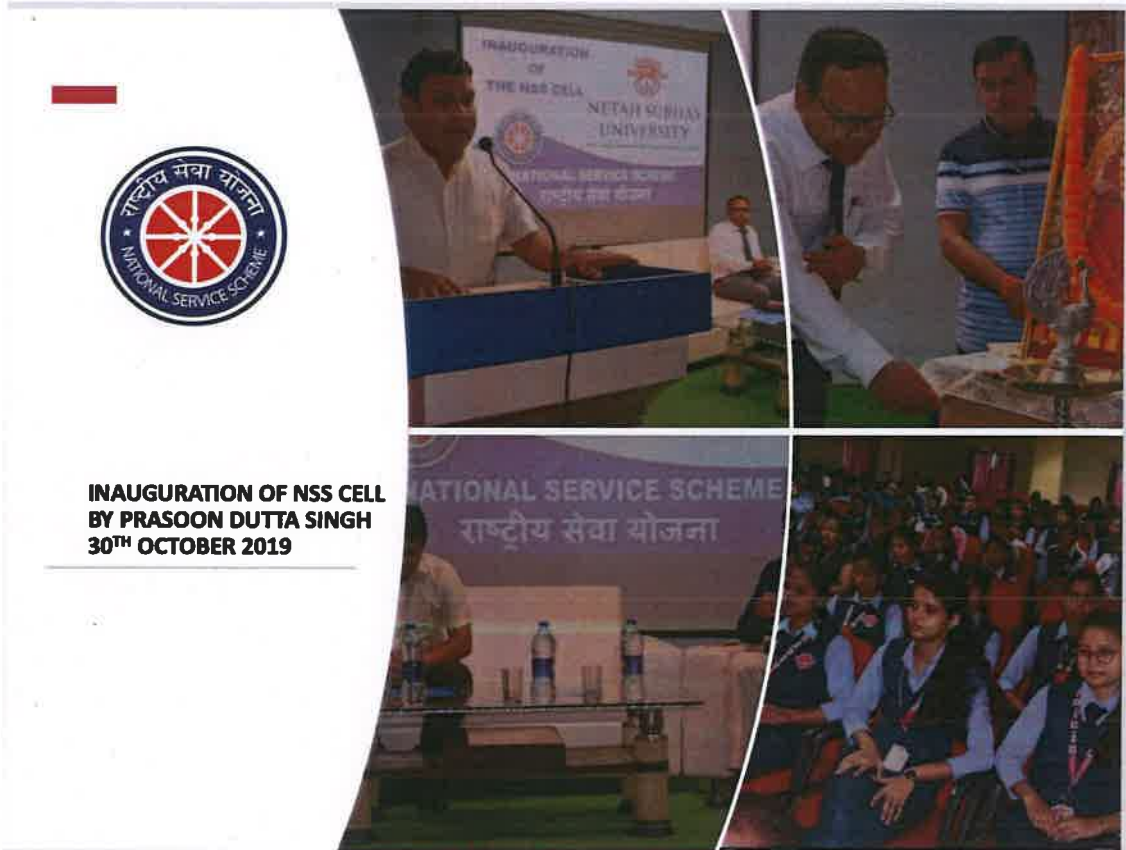 राष्ट्रीय सेवा योजना
NATIONAL SERVICE SCHEME
INAUGURATION OF NSS CELL
BY PRASOON DUTTA SINGH
30TH OCTOBER 2019
INAUGURATION
OF
THE NSS CELL
NETAJI SUBHAS
UNIVERSITY
NATIONAL SERVICE SCHEME
राष्ट्रीय सेवा योजना
NATIONAL SERVICE SCHEME
राष्ट्रीय सेवा योजना